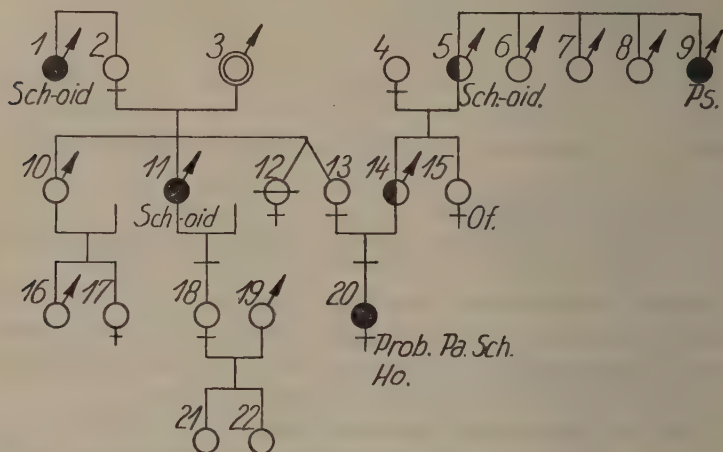 1 2 3 4 5 6 7 8 9
Sch-oid Sch.-oid. Ps.
10 11 12 13 14 15
Sch-oid Of.
16 17 18 19 20
Prob. Pa. Sch.
Ho.
21 22